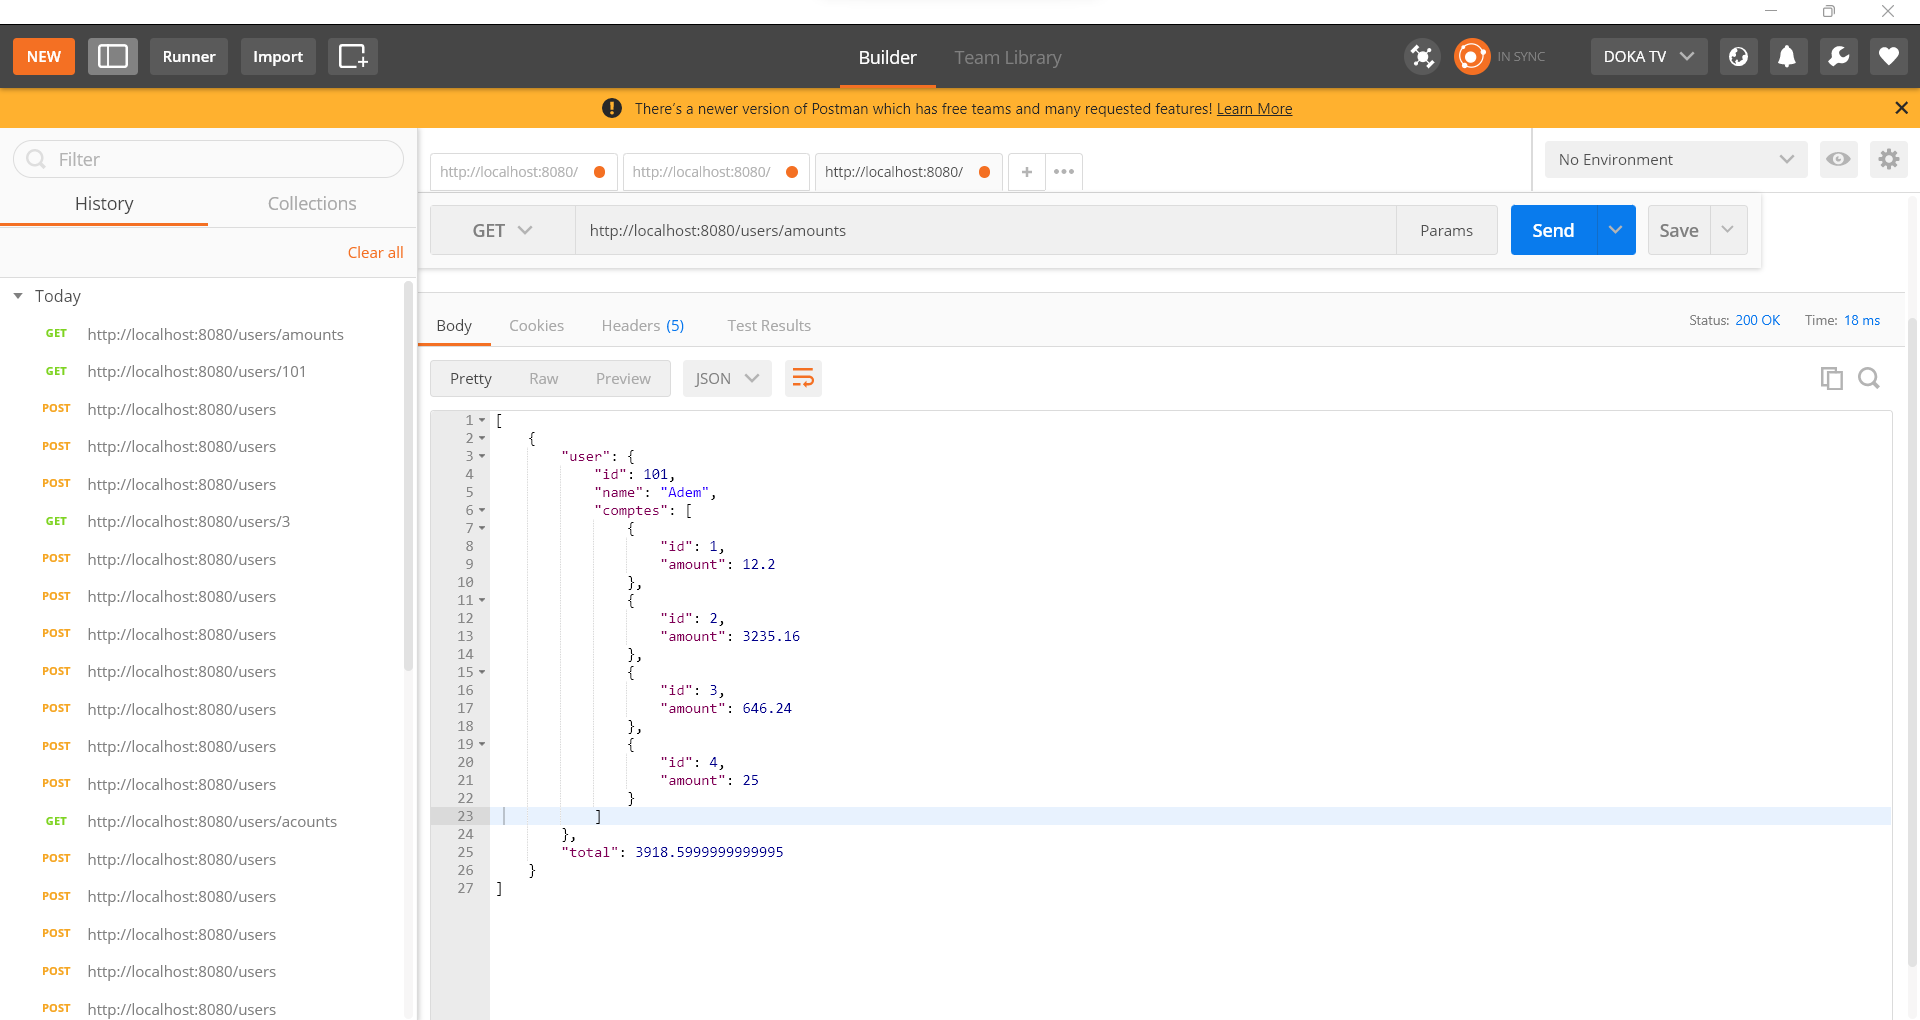 NEW
Runner
Import
Builder
Team Library
IN SYNC
DOKA TV
There's a newer version of Postman which has free teams and many requested features! Learn More
Filter
History
Collections
Clear all
Today
GET http://localhost:8080/users/amounts
GET http://localhost:8080/users/101
POST http://localhost:8080/users
POST http://localhost:8080/users
POST http://localhost:8080/users
GET http://localhost:8080/users/3
POST http://localhost:8080/users
POST http://localhost:8080/users
POST http://localhost:8080/users
POST http://localhost:8080/users
POST http://localhost:8080/users
POST http://localhost:8080/users
POST http://localhost:8080/users
GET http://localhost:8080/users/acounts
POST http://localhost:8080/users
POST http://localhost:8080/users
POST http://localhost:8080/users
POST http://localhost:8080/users
POST http://localhost:8080/users
http://localhost:8080/
http://localhost:8080/
http://localhost:8080/
+
•••
No Environment
GET
http://localhost:8080/users/amounts
Params
Send
Save
Body
Cookies
Headers (5)
Test Results
Status: 200 OK
Time: 18 ms
Pretty
Raw
Preview
JSON
1 [
2 {
3 "user": {
4 "id": 101,
5 "name": "Adem",
6 "comptes": [
7 {
8 "id": 1,
9 "amount": 12.2
10 },
11 {
12 "id": 2,
13 "amount": 3235.16
14 },
15 {
16 "id": 3,
17 "amount": 646.24
18 },
19 {
20 "id": 4,
21 "amount": 25
22 }
23 ]
24 },
25 "total": 3918.5999999999995
26 }
27 ]